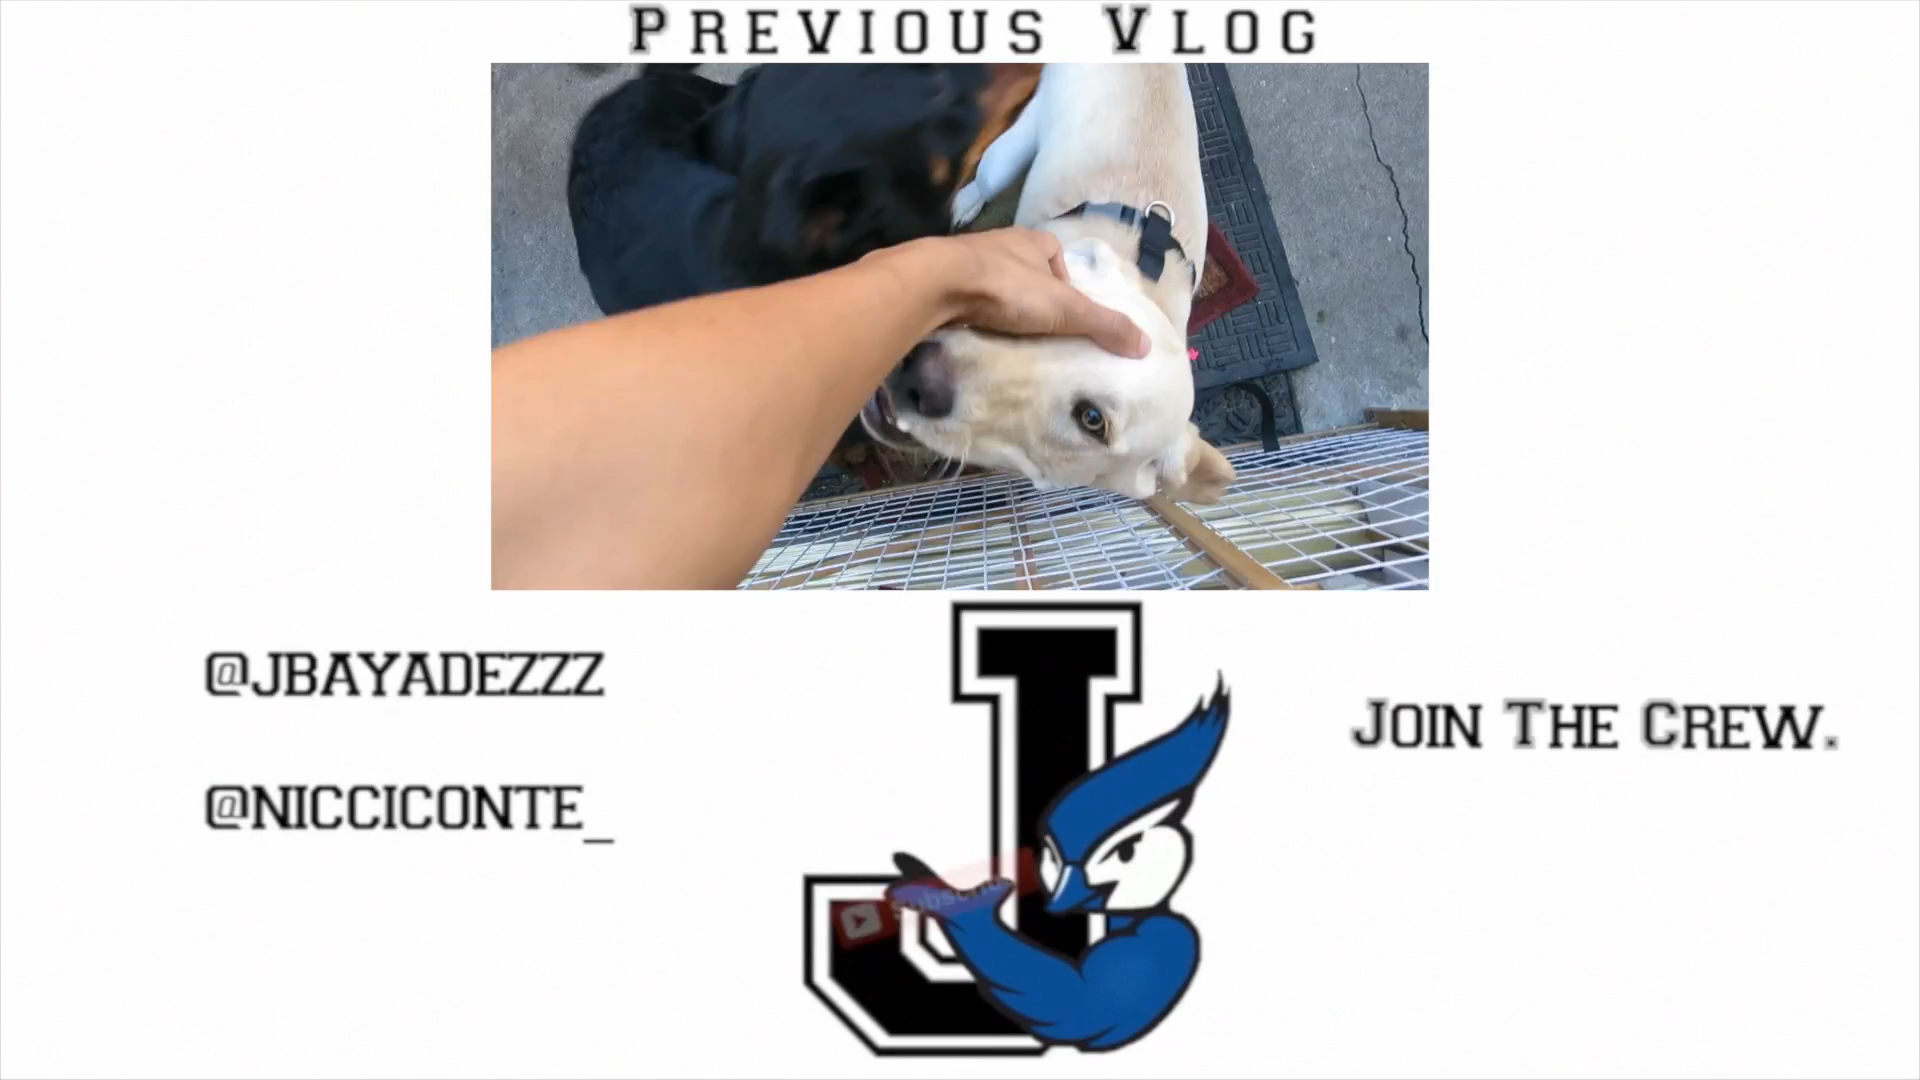 PREVIOUS VLOG
@JBAYADEZZZ
@NICCICONTE_
JOIN THE CREW.
J